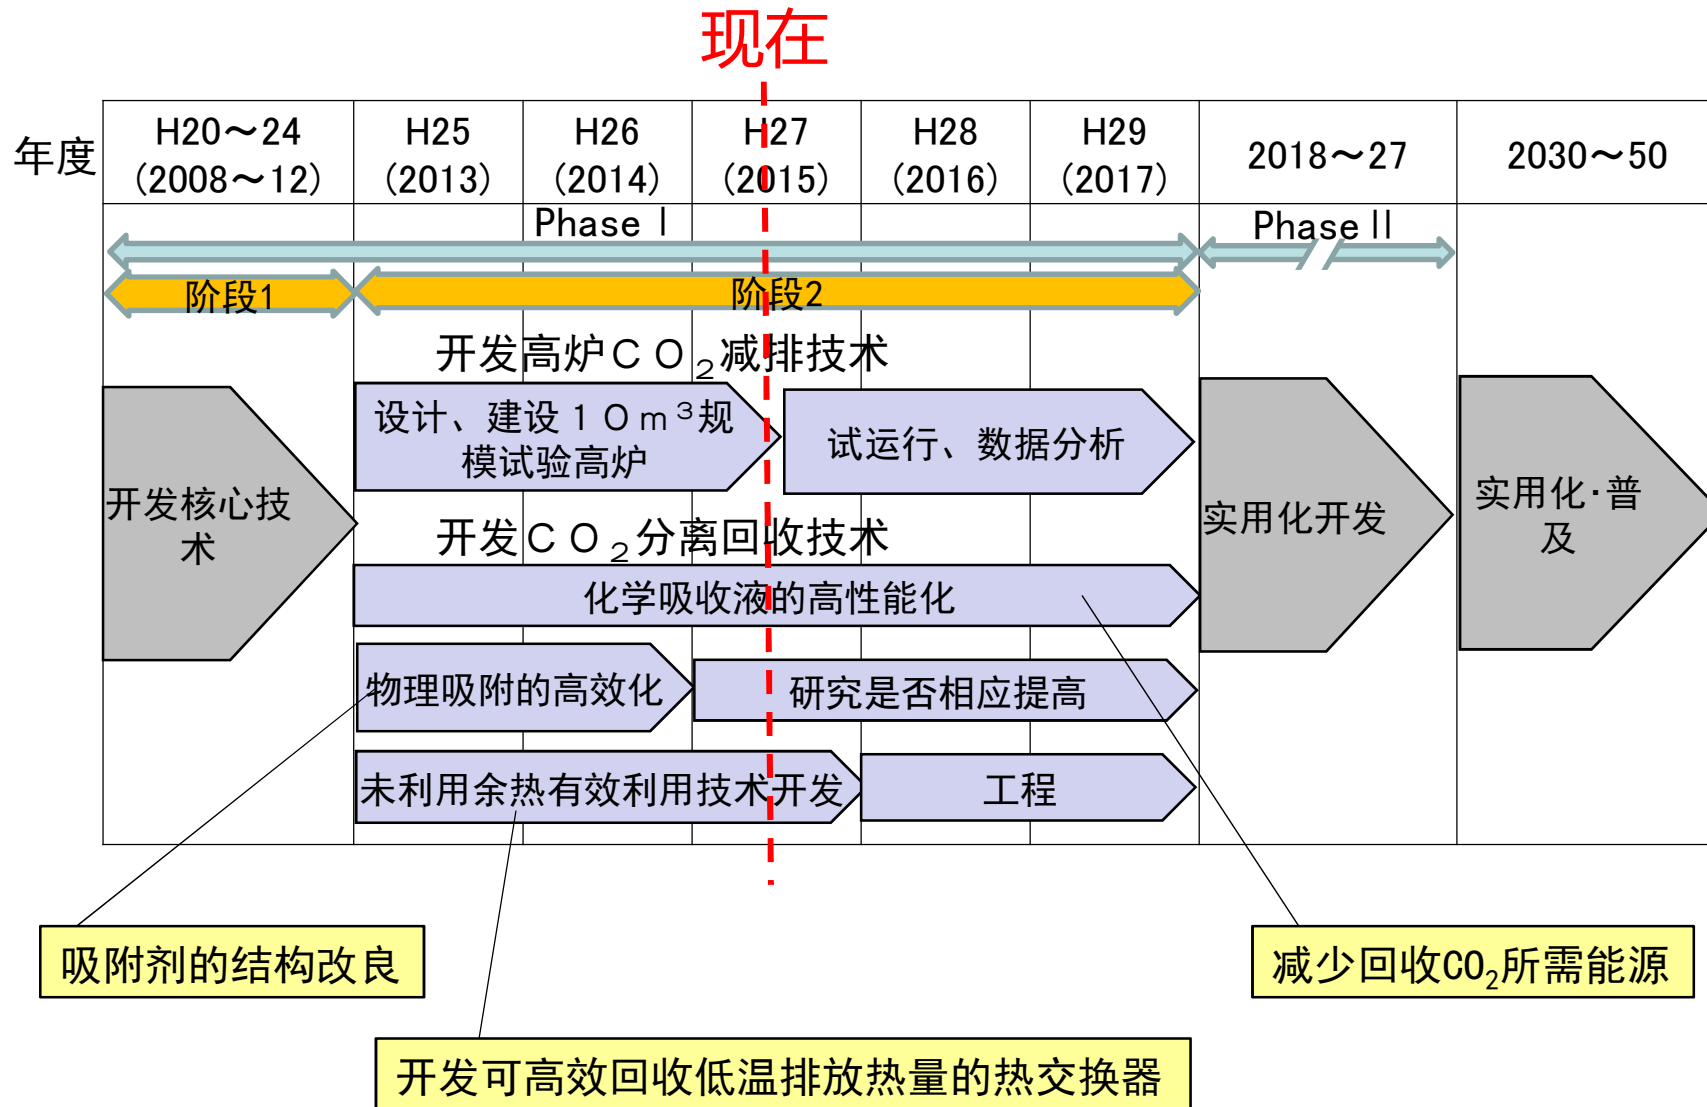 现在
年度
H20～24
(2008～12)
H25
(2013)
H26
(2014)
H27
(2015)
H28
(2016)
H29
(2017)
2018～27
2030～50
Phase Ⅰ
Phase Ⅱ
阶段1
阶段2
开发高炉ＣＯ₂减排技术
设计、建设１０ｍ³规
模试验高炉
试运行、数据分析
开发核心技
术
开发ＣＯ₂分离回收技术
实用化开发
实用化·普
及
化学吸收液的高性能化
物理吸附的高效化
研究是否相应提高
未利用余热有效利用技术开发
工程
吸附剂的结构改良
减少回收CO₂所需能源
开发可高效回收低温排放热量的热交换器